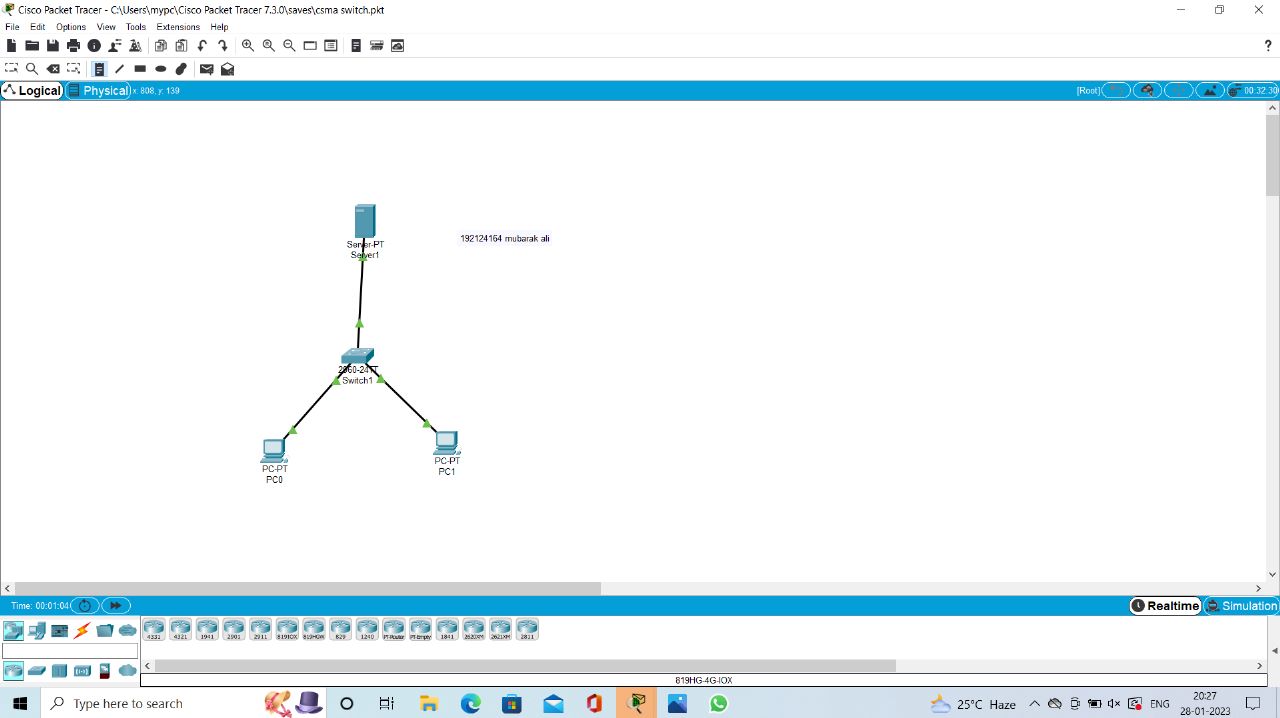 Cisco Packet Tracer - C:\Users\mypc\Cisco Packet Tracer 7.3.0\saves\csma switch.pkt
File Edit Options View Tools Extensions Help
?
Logical Physical x: 808, y: 139 [Root] 00:32:30
Server-PT
Server1
192124164 mubarak ali
2960-24TT
Switch1
PC-PT
PC0
PC-PT
PC1
Time: 00:01:04 Realtime Simulation
4331 4321 1941 2901 2911 819IOX 819HGW 829 1240 PT-Router PT-Empty 1841 2620XM 2621XM 2811
819HG-4G-IOX
Type here to search 25°C Haze ENG 20:27
28-01-2023